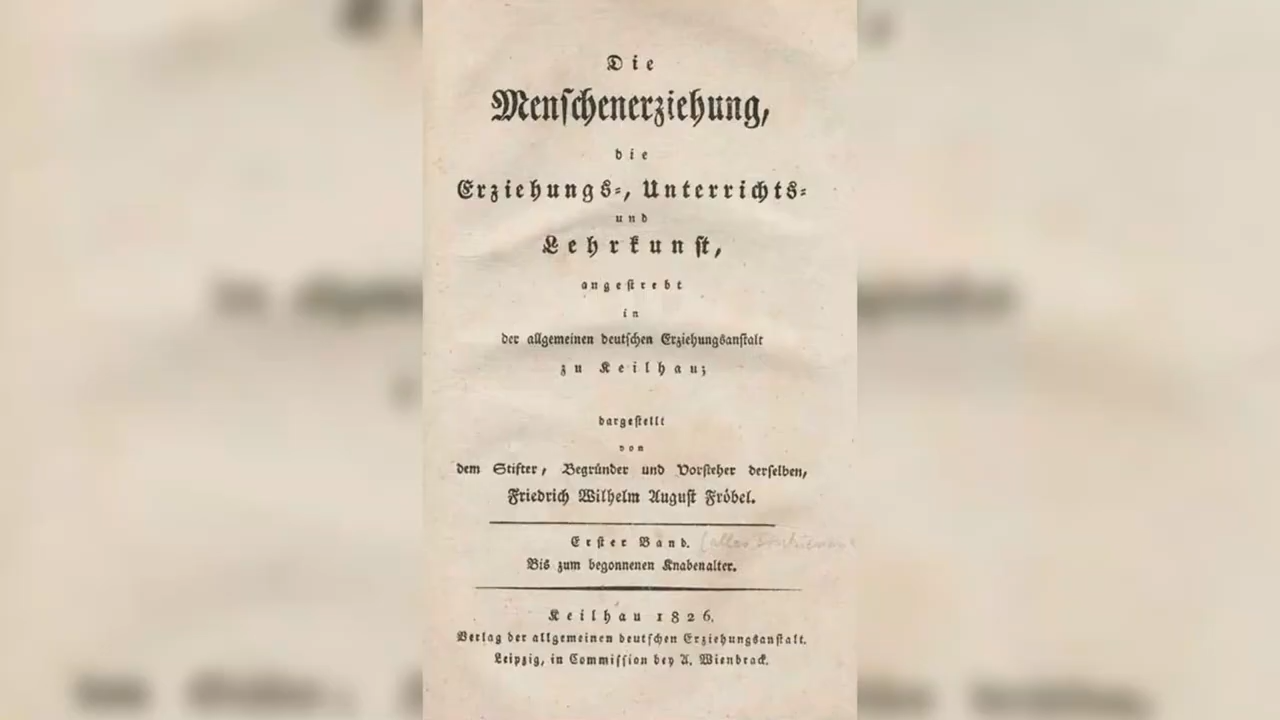 Die
Menschenerziehung,
die
Erziehungs-, Unterrichts-
und
Lehrkunst,
angestrebt
in
der allgemeinen deutschen Erziehungsanstalt
zu Keilhau;
dargestellt
von
dem Stifter, Begründer und Vorsteher derselben,
Friedrich Wilhelm August Fröbel.
Erster Band. (alles
Bis zum begonnenen Knabenalter.
Keilhau 1826.
Verlag der allgemeinen deutschen Erziehungsanstalt.
Leipzig, in Commission bey A. Wienbrack.